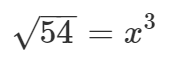 √54 = x³